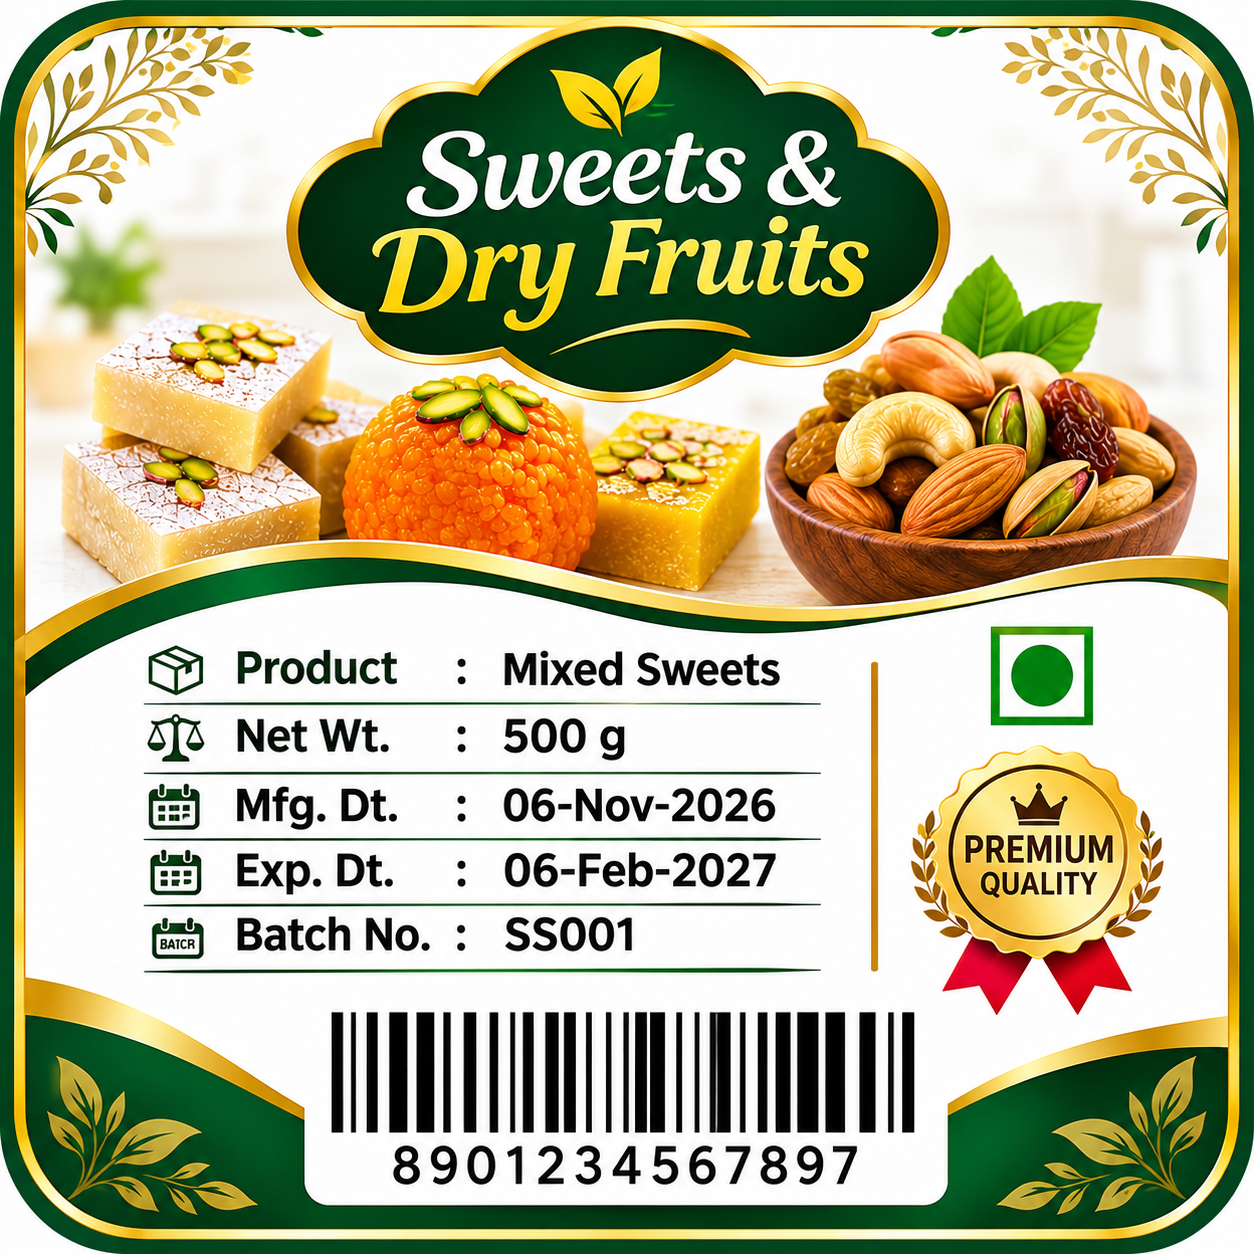 Sweets &
Dry Fruits
Product : Mixed Sweets
Net Wt. : 500 g
Mfg. Dt. : 06-Nov-2026
Exp. Dt. : 06-Feb-2027
BATCR
Batch No. : SS001
PREMIUM
QUALITY
8901234567897